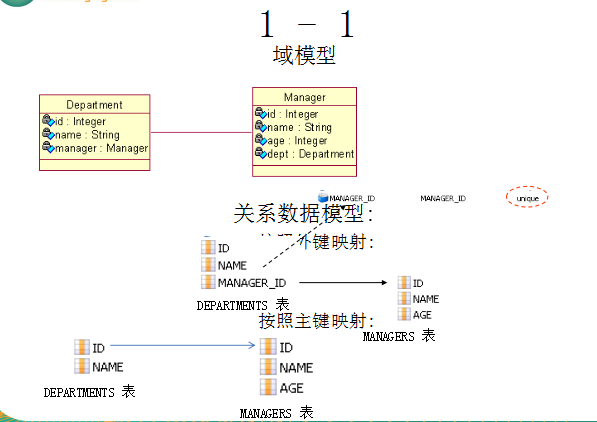 1 - 1
域模型
Department
id : Integer
name : String
manager : Manager
Manager
id : Integer
name : String
age : Integer
dept : Department
MANAGER_ID
MANAGER_ID
unique
关系数据模型:
外键映射:
ID
NAME
MANAGER_ID
DEPARTMENTS 表
ID
NAME
AGE
MANAGERS 表
按照主键映射:
ID
NAME
DEPARTMENTS 表
ID
NAME
AGE
MANAGERS 表